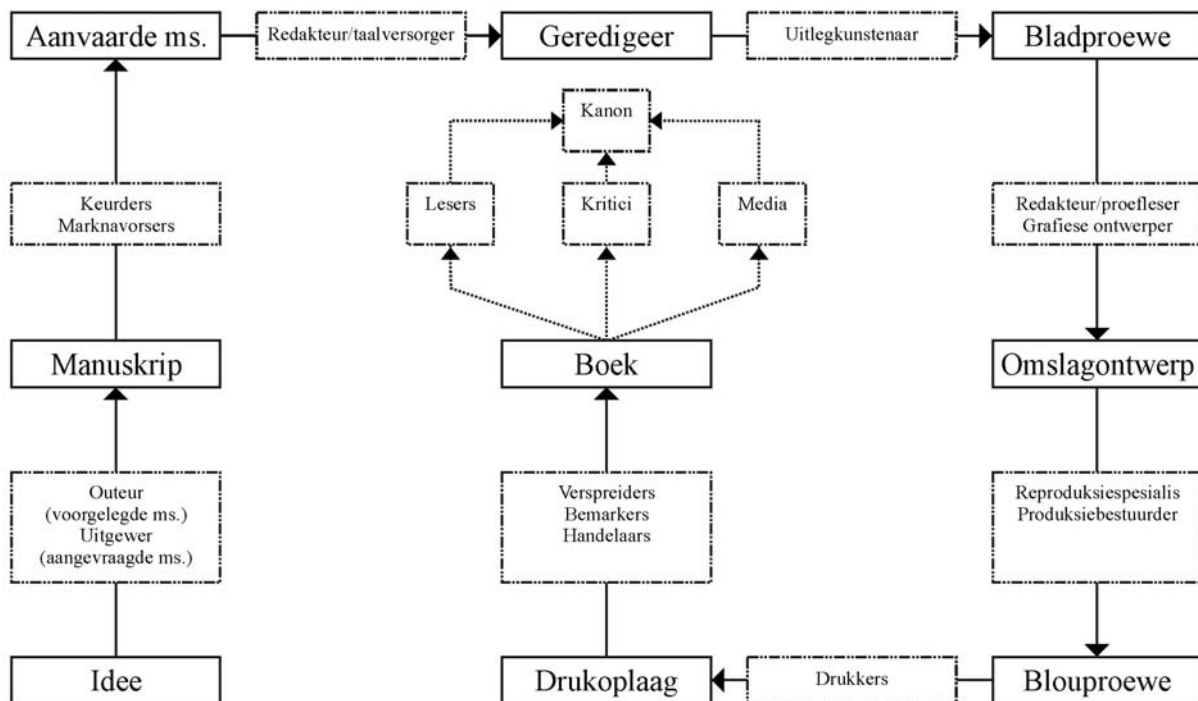 Aanvaarde ms.
Redakteur/taalversorger
Geredigeer
Uitlegkunstenaar
Bladproewe
Kanon
Keurders
Marknavorsers
Lesers
Kritici
Media
Redakteur/proefleser
Grafiese ontwerper
Manuskrip
Boek
Omslagontwerp
Outeur
(voorgelegde ms.)
Uitgewer
(aangevraagde ms.)
Verspreiders
Bemarkers
Handelaars
Reproduksiespesialis
Produksiebestuurder
Idee
Drukoplaag
Drukkers
Blouproewe